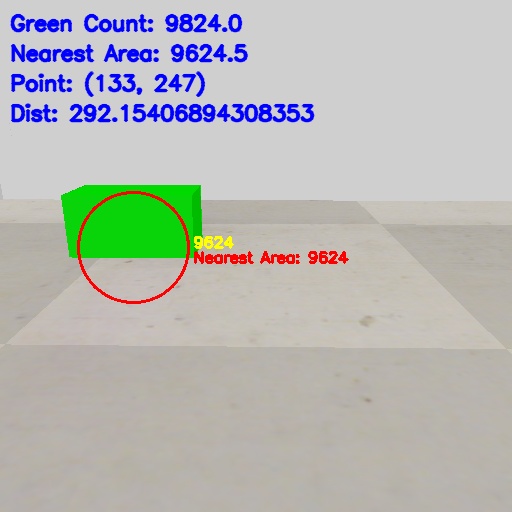 Green Count: 9824.0
Nearest Area: 9624.5
Point: (133, 247)
Dist: 292.15406894308353
9624
Nearest Area: 9624